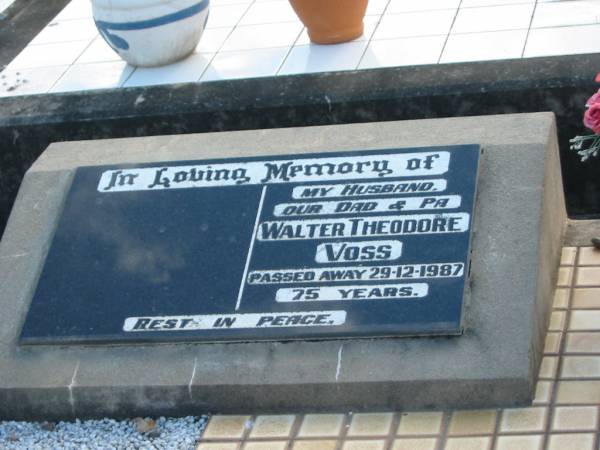 In Loving Memory of
MY HUSBAND.
OUR DAD & PA
WALTER THEODORE
VOSS
PASSED AWAY 29-12-1987
75 YEARS.
REST IN PEACE.